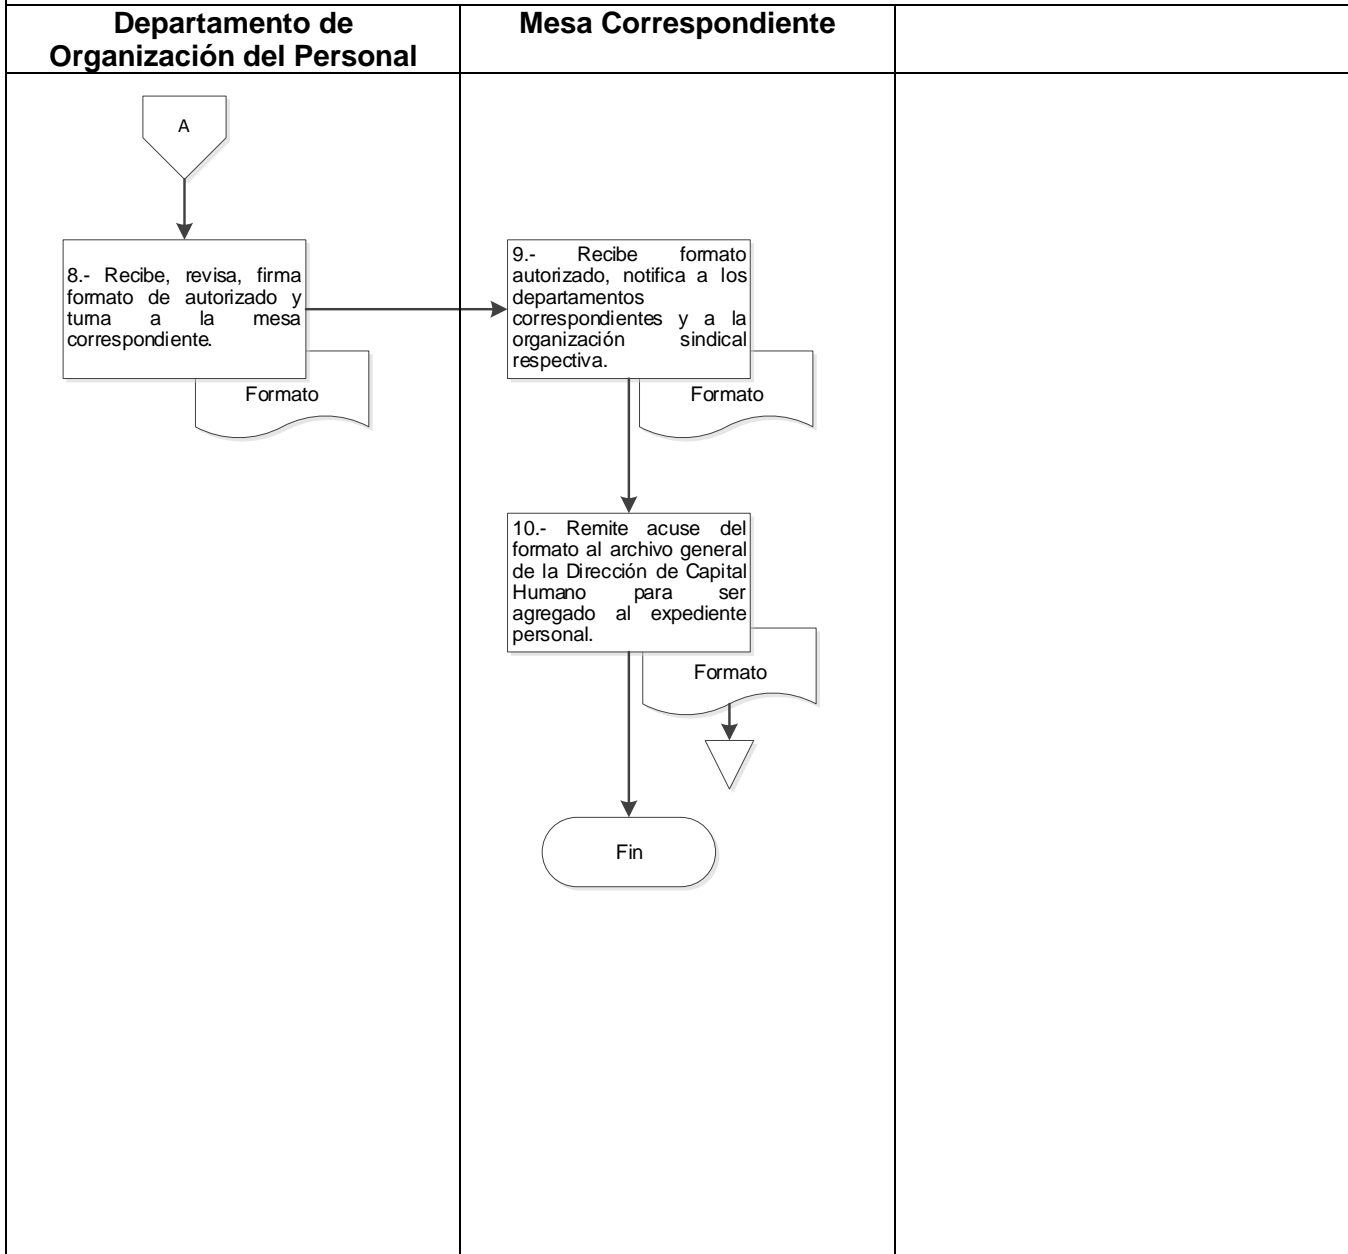 Departamento de
Organización del Personal
Mesa Correspondiente
A
8.- Recibe, revisa, firma
formato de autorizado y
turna a la mesa
correspondiente.
Formato
9.- Recibe formato
autorizado, notifica a los
departamentos
correspondientes y a la
organización sindical
respectiva.
Formato
10.- Remite acuse del
formato al archivo general
de la Dirección de Capital
Humano para ser
agregado al expediente
personal.
Formato
Fin